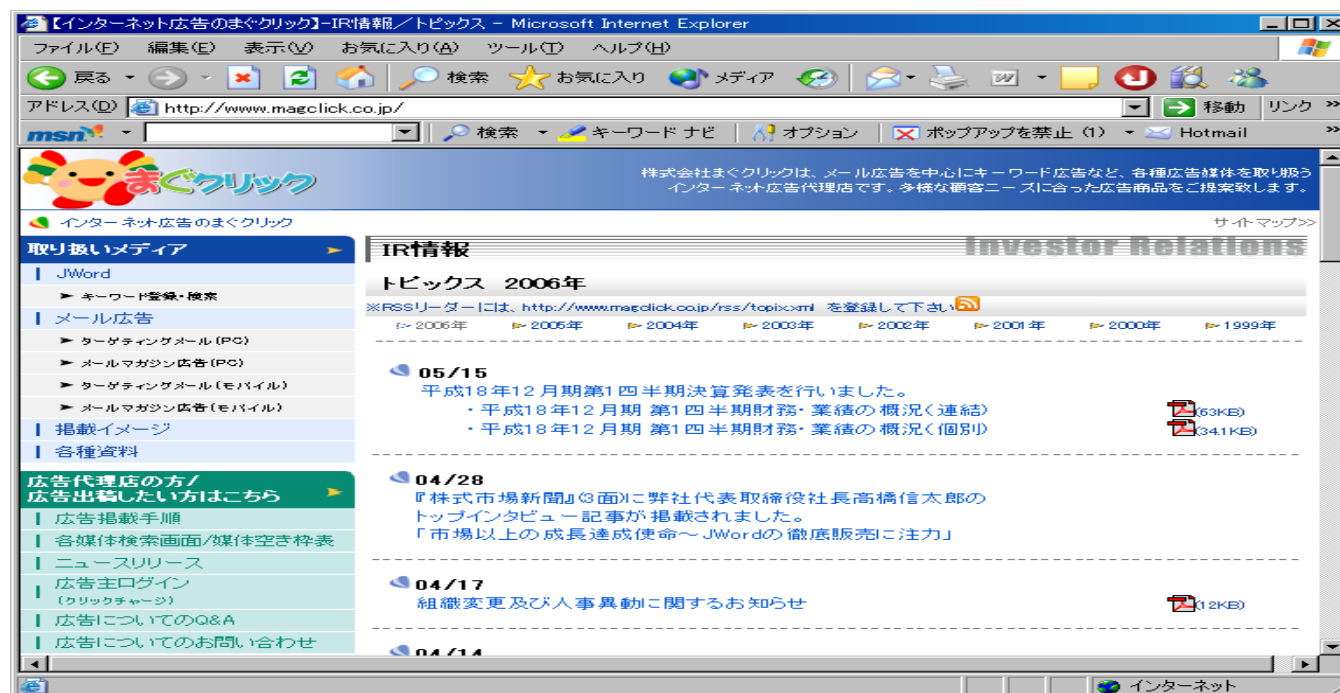 【インターネット広告のまぐクリック】-IR情報／トピックス - Microsoft Internet Explorer
ファイル(F) 編集(E) 表示(V) お気に入り(A) ツール(T) ヘルプ(H)
戻る 検索 お気に入り メディア
アドレス(D) http://www.magclick.co.jp/ 移動 リンク »
msn 検索 キーワード ナビ オプション ポップアップを禁止 (1) Hotmail »
まぐクリック
株式会社まぐクリックは、メール広告を中心にキーワード広告など、各種広告媒体を取り扱う
インターネット広告代理店です。多様な顧客ニーズに合った広告商品をご提案致します。
インターネット広告のまぐクリック
サイトマップ>>
取り扱いメディア
JWord
キーワード登録・検索
メール広告
ターゲティングメール(PC)
メールマガジン広告(PC)
ターゲティングメール(モバイル)
メールマガジン広告(モバイル)
掲載イメージ
各種資料
広告代理店の方/
広告出稿したい方はこちら
広告掲載手順
各媒体検索画面/媒体空き枠表
ニュースリリース
広告主ログイン
(クリックチャージ)
広告についてのQ&A
広告についてのお問い合わせ
IR情報 Investor Relations
トピックス 2006年
※RSSリーダーには、http://www.magclick.co.jp/rss/topix.xml を登録して下さい
2006年 2005年 2004年 2003年 2002年 2001年 2000年 1999年
05/15
平成18年12月期第1四半期決算発表を行いました。
・平成18年12月期 第1四半期財務・業績の概況(連結) (63KB)
・平成18年12月期 第1四半期財務・業績の概況(個別) (34.1KB)
04/28
『株式市場新聞』(3面)に弊社代表取締役社長高橋信太郎の
トップインタビュー記事が掲載されました。
「市場以上の成長達成使命～JWordの徹底販売に注力」
04/17
組織変更及び人事異動に関するお知らせ (12KB)
04/14
インターネット